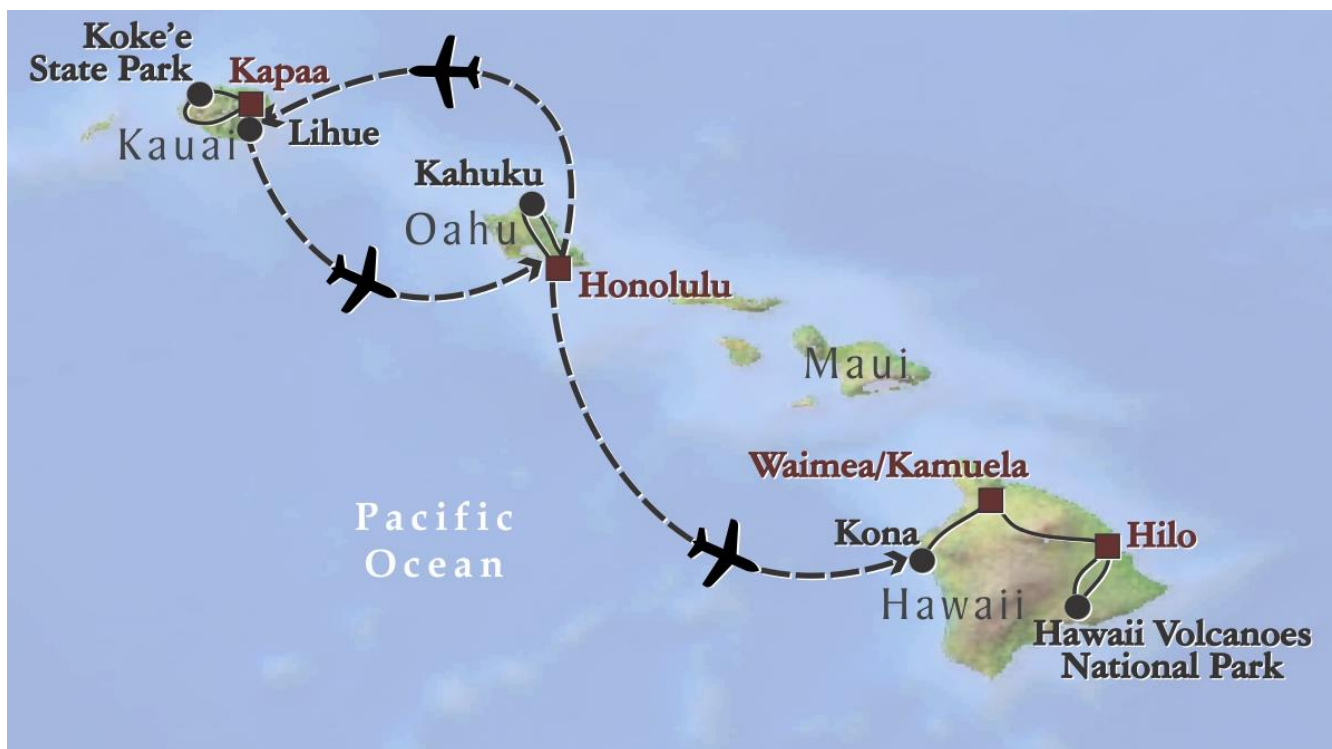 Koke’e
State Park
Kapaa
Kauai
Lihue
Kahuku
Oahu
Honolulu
Maui
Waimea/Kamuela
Pacific
Ocean
Kona
Hilo
Hawaii
Hawaii Volcanoes
National Park